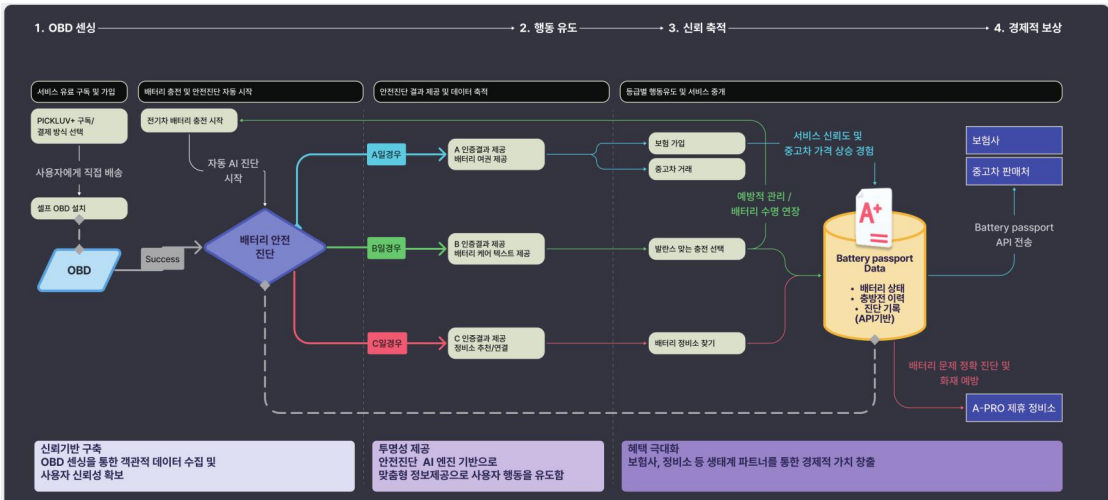 1. OBD 센싱
2. 행동 유도
3. 신뢰 축적
4. 경제적 보상
서비스 유료 구독 및 가입
배터리 충전 및 안전진단 자동 시작
안전진단 결과 제공 및 데이터 축적
등급별 행동유도 및 서비스 중개
PICKLUV+ 구독/
결제 방식 선택
사용자에게 직접 배송
셀프 OBD 설치
OBD
Success
전기차 배터리 충전 시작
자동 AI 진단
시작
배터리 안전
진단
A일경우
A 인증결과 제공
배터리 여권 제공
보험 가입
중고차 거래
B일경우
B 인증결과 제공
배터리 케어 텍스트 제공
발란스 맞는 충전 선택
C일경우
C 인증결과 제공
정비소 추천/연결
배터리 정비소 찾기
서비스 신뢰도 및
중고차 가격 상승 경험
예방적 관리 /
배터리 수명 연장
A+
Battery passport
Data
• 배터리 상태
• 충방전 이력
• 진단 기록
(API기반)
보험사
중고차 판매처
Battery passport
API 전송
배터리 문제 정확 진단 및
화재 예방
A-PRO 제휴 정비소
신뢰기반 구축
OBD 센싱을 통한 객관적 데이터 수집 및
사용자 신뢰성 확보
투명성 제공
안전진단 AI 엔진 기반으로
맞춤형 정보제공으로 사용자 행동을 유도함
혜택 극대화
보험사, 정비소 등 생태계 파트너를 통한 경제적 가치 창출